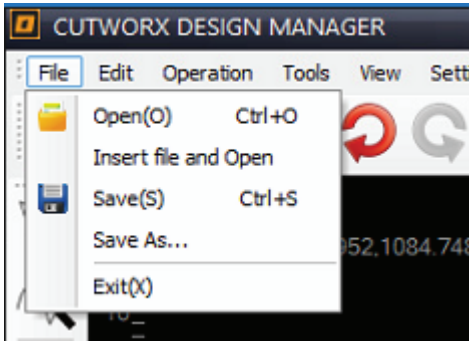 CUTWORX DESIGN MANAGER
File Edit Operation Tools View
Open(O) Ctrl+O
Insert file and Open
Save(S) Ctrl+S
Save As...
952,1084.748
Exit(X)